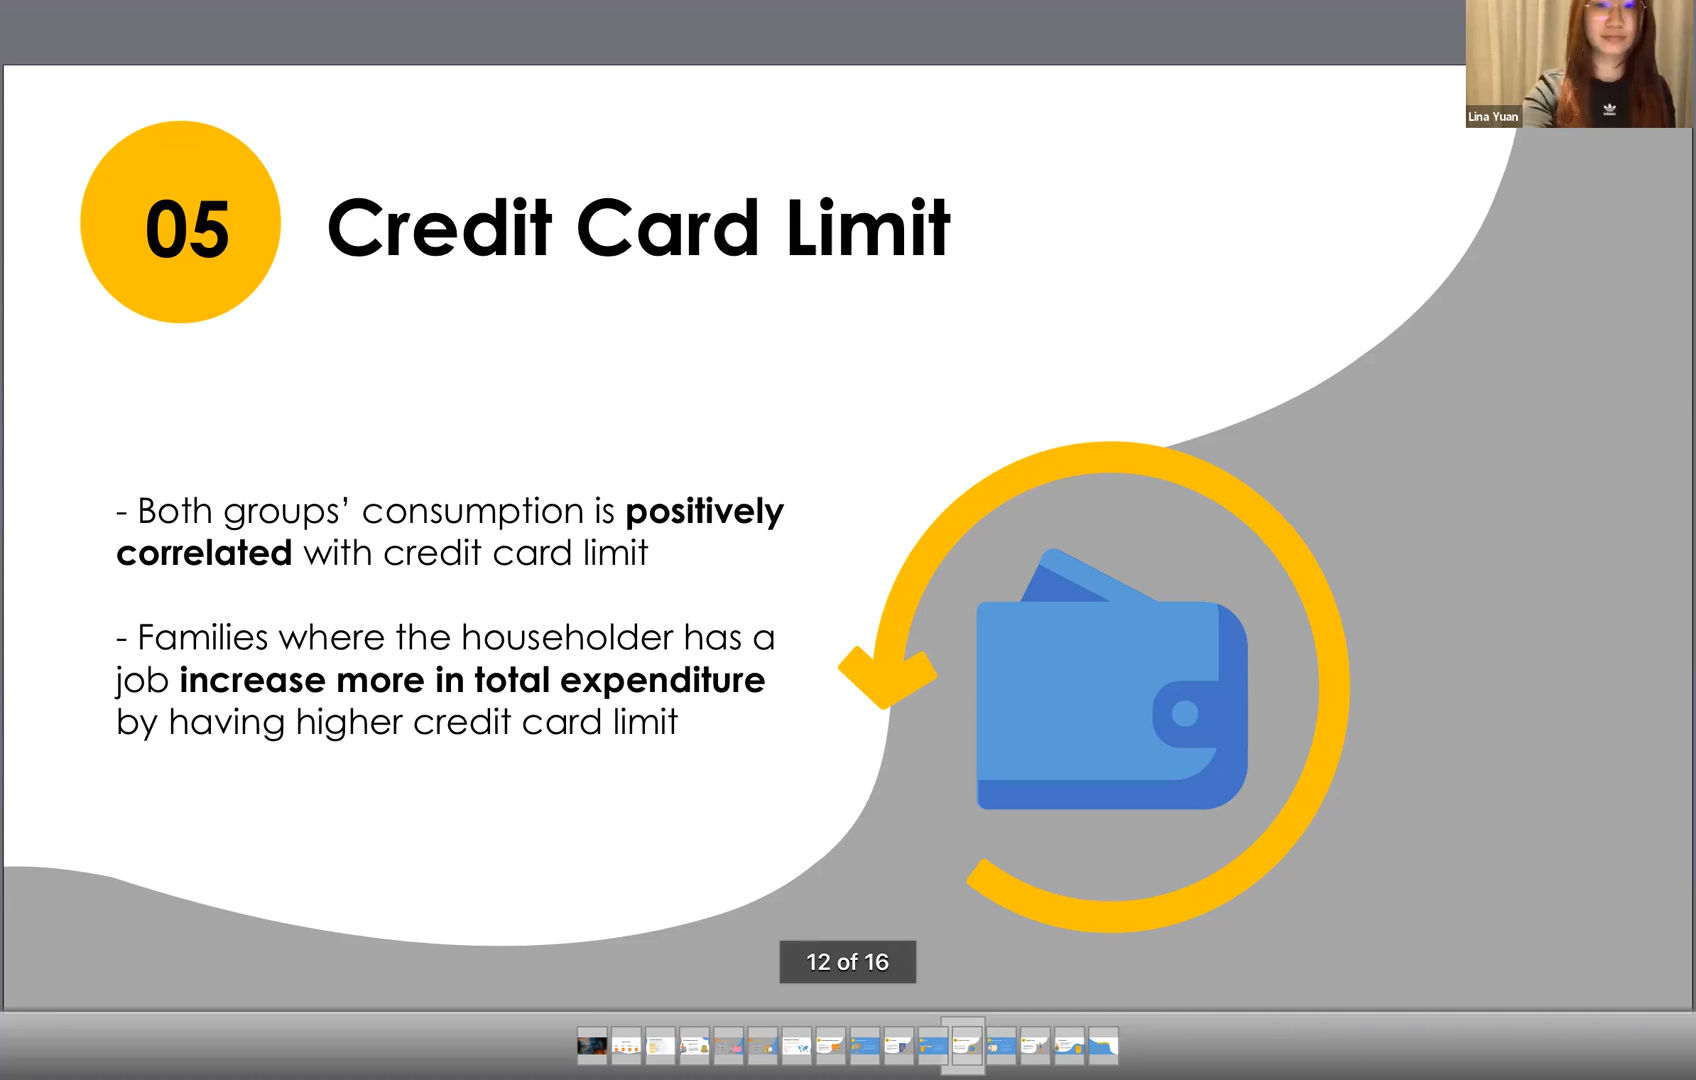 Lina Yuan
05
Credit Card Limit
- Both groups’ consumption is positively
correlated with credit card limit
- Families where the householder has a
job increase more in total expenditure
by having higher credit card limit
12 of 16